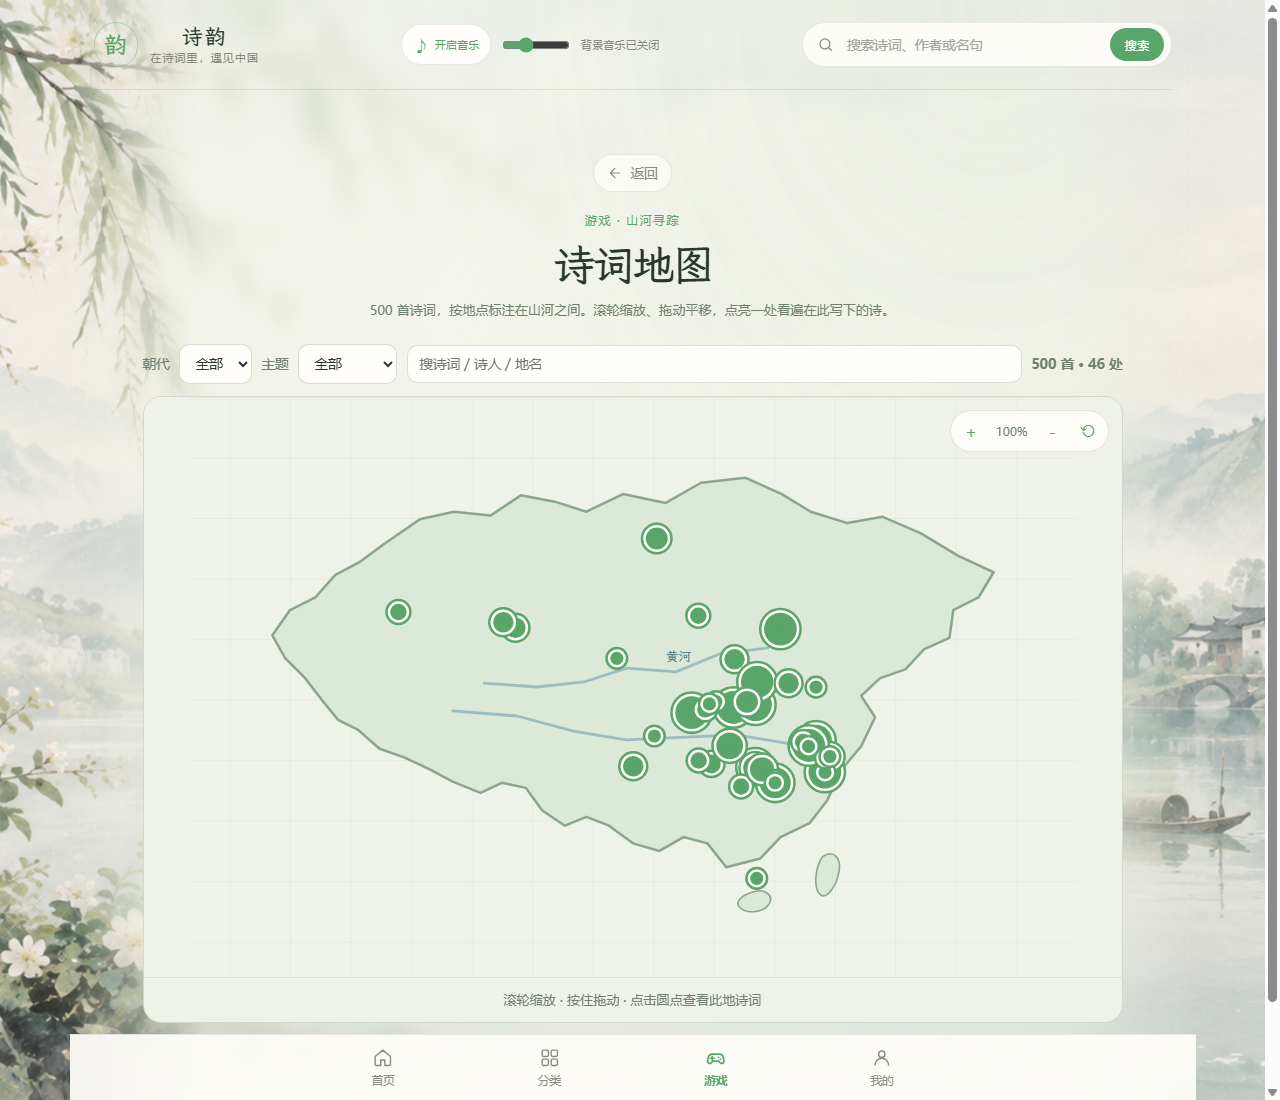 韵
诗韵
在诗词里，遇见中国
开启音乐
背景音乐已关闭
搜索诗词、作者或名句
搜索
返回
游戏 · 山河寻踪
诗词地图
500 首诗词，按地点标注在山河之间。滚轮缩放、拖动平移，点亮一处看遍在此写下的诗。
朝代
全部
主题
全部
搜诗词 / 诗人 / 地名
500 首 • 46 处
+ 100% -
黄河
滚轮缩放 · 按住拖动 · 点击圆点查看此地诗词
首页
分类
游戏
我的